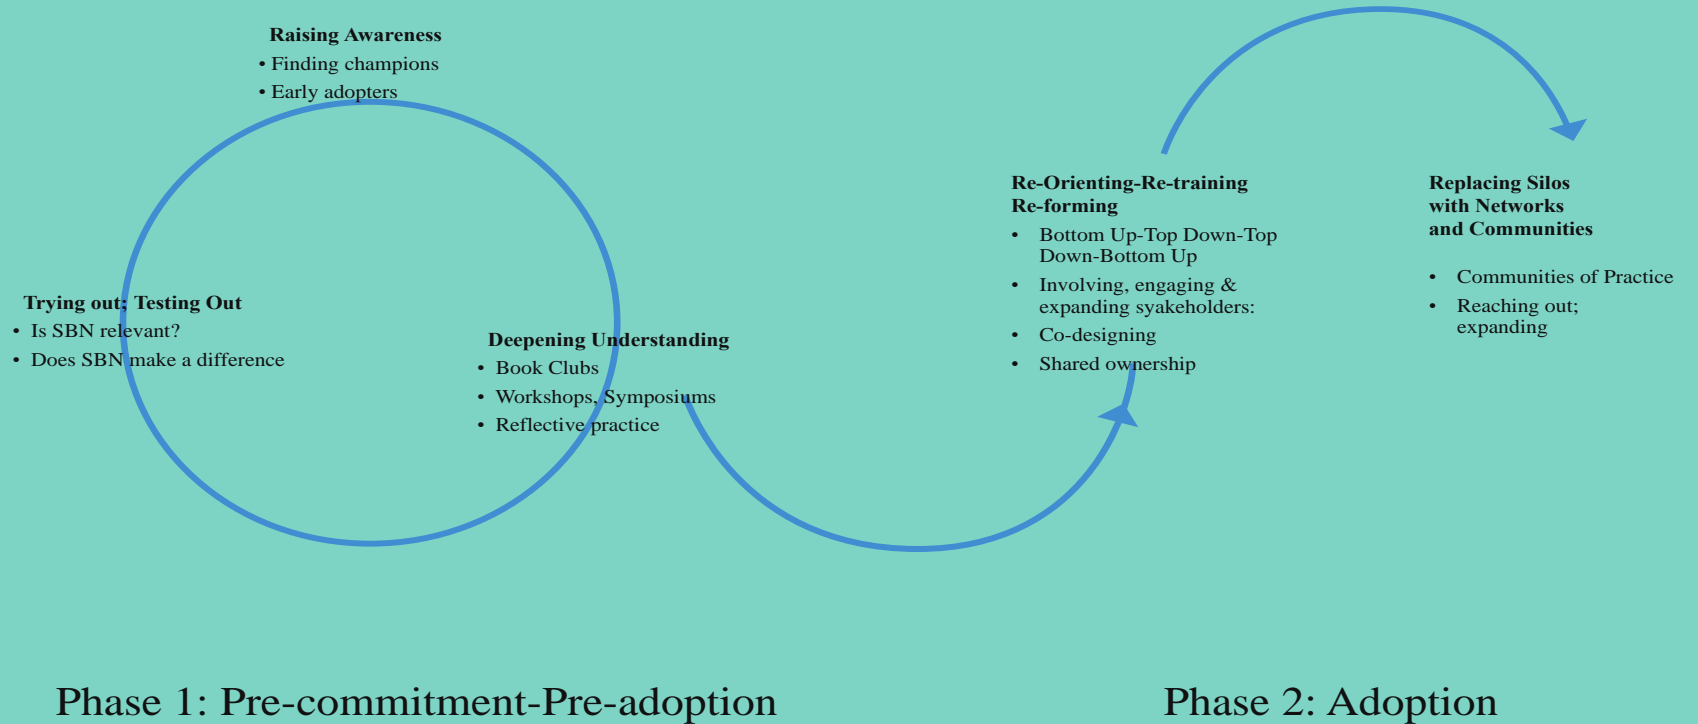 Raising Awareness
• Finding champions
• Early adopters
Trying out; Testing Out
• Is SBN relevant?
• Does SBN make a difference
Deepening Understanding
• Book Clubs
• Workshops, Symposiums
• Reflective practice
Re-Orienting-Re-training
Re-forming
• Bottom Up-Top Down-Top
Down-Bottom Up
• Involving, engaging &
expanding syakeholders:
• Co-designing
• Shared ownership
Replacing Silos
with Networks
and Communities
• Communities of Practice
• Reaching out;
expanding
Phase 1: Pre-commitment-Pre-adoption
Phase 2: Adoption